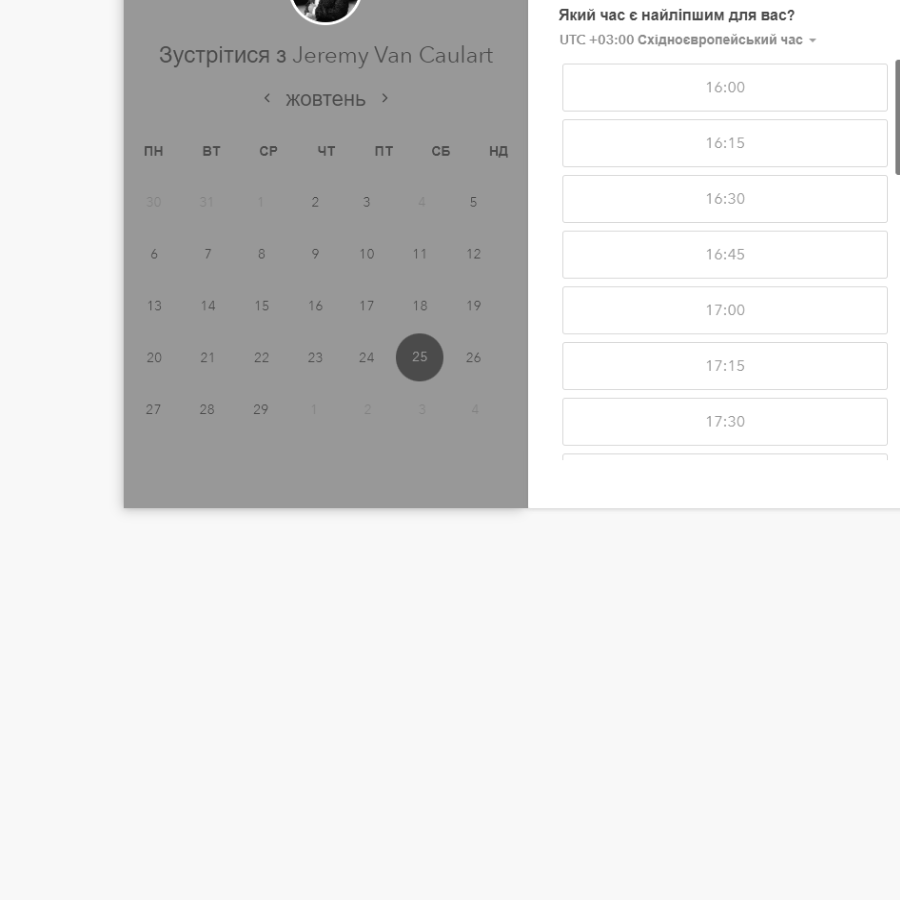 Зустрітися з Jeremy Van Caulart
жовтень
ПН ВТ СР ЧТ ПТ СБ НД
30 31 1 2 3 4 5
6 7 8 9 10 11 12
13 14 15 16 17 18 19
20 21 22 23 24 25 26
27 28 29 1 2 3 4
Який час є найліпшим для вас?
UTC +03:00 Східноєвропейський час
16:00
16:15
16:30
16:45
17:00
17:15
17:30